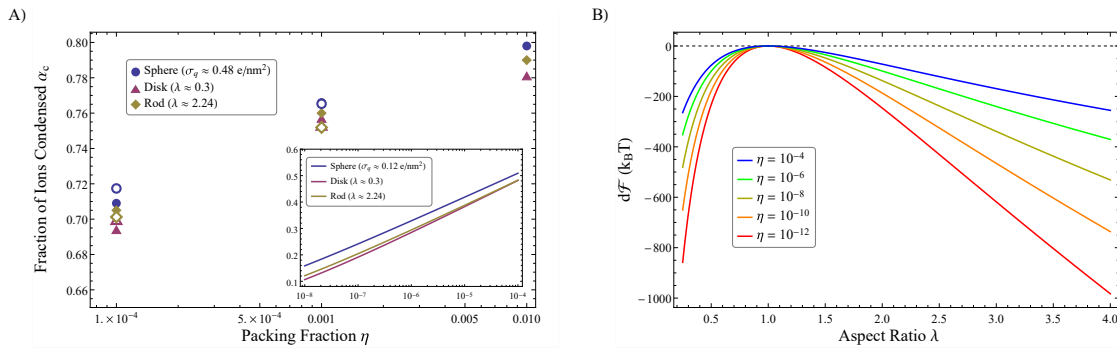 A)
Fraction of Ions Condensed αc
0.80
0.78
0.76
0.74
0.72
0.70
0.68
0.66
Sphere (σq ≈ 0.48 e/nm²)
Disk (λ ≈ 0.3)
Rod (λ ≈ 2.24)
0.6
0.5
0.4
0.3
0.2
0.1
Sphere (σq ≈ 0.12 e/nm²)
Disk (λ ≈ 0.3)
Rod (λ ≈ 2.24)
10⁻⁸ 10⁻⁷ 10⁻⁶ 10⁻⁵ 10⁻⁴
1.×10⁻⁴ 5.×10⁻⁴ 0.001 0.005 0.010
Packing Fraction η
B)
dℱ (kBT)
0
−200
−400
−600
−800
−1000
η = 10⁻⁴
η = 10⁻⁶
η = 10⁻⁸
η = 10⁻¹⁰
η = 10⁻¹²
0.5 1.0 1.5 2.0 2.5 3.0 3.5 4.0
Aspect Ratio λ